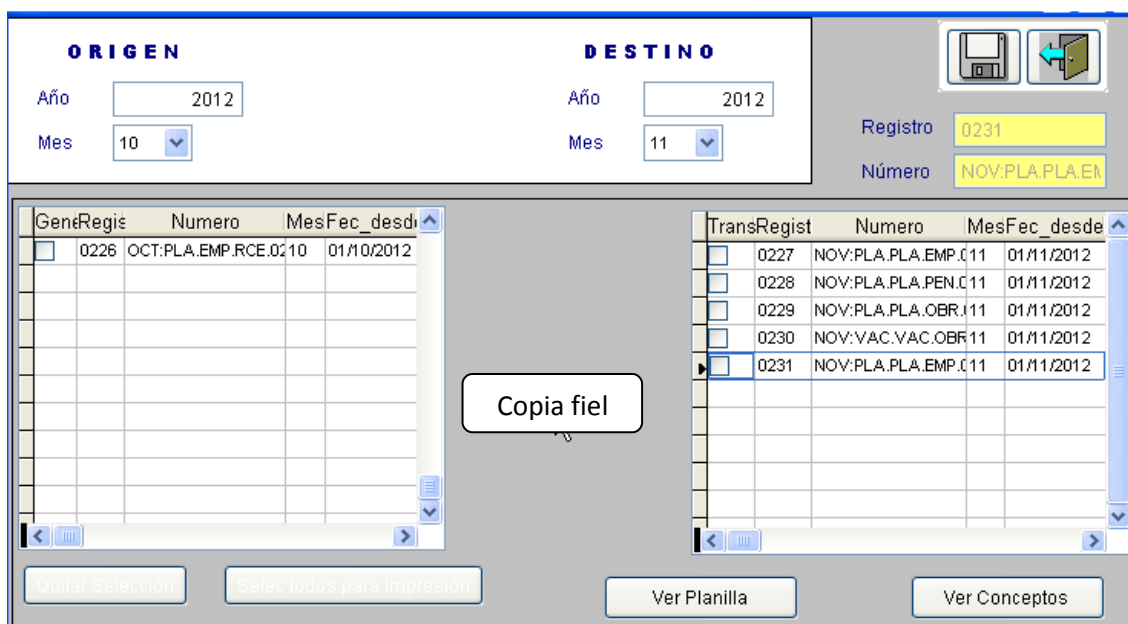 ORIGEN
Año 2012
Mes 10
DESTINO
Año 2012
Mes 11
Registro 0231
Número NOV:PLA.PLA.EM
Gene Regis Numero Mes Fec_desde
0226 OCT:PLA.EMP.RCE.02 10 01/10/2012
Trans Regist Numero Mes Fec_desde
0227 NOV:PLA.PLA.EMP.0 11 01/11/2012
0228 NOV:PLA.PLA.PEN.0 11 01/11/2012
0229 NOV:PLA.PLA.OBR. 11 01/11/2012
0230 NOV:VAC.VAC.OBR 11 01/11/2012
0231 NOV:PLA.PLA.EMP.0 11 01/11/2012
Copia fiel
Quitar Selección
Selec todos para Impresión
Ver Planilla
Ver Conceptos